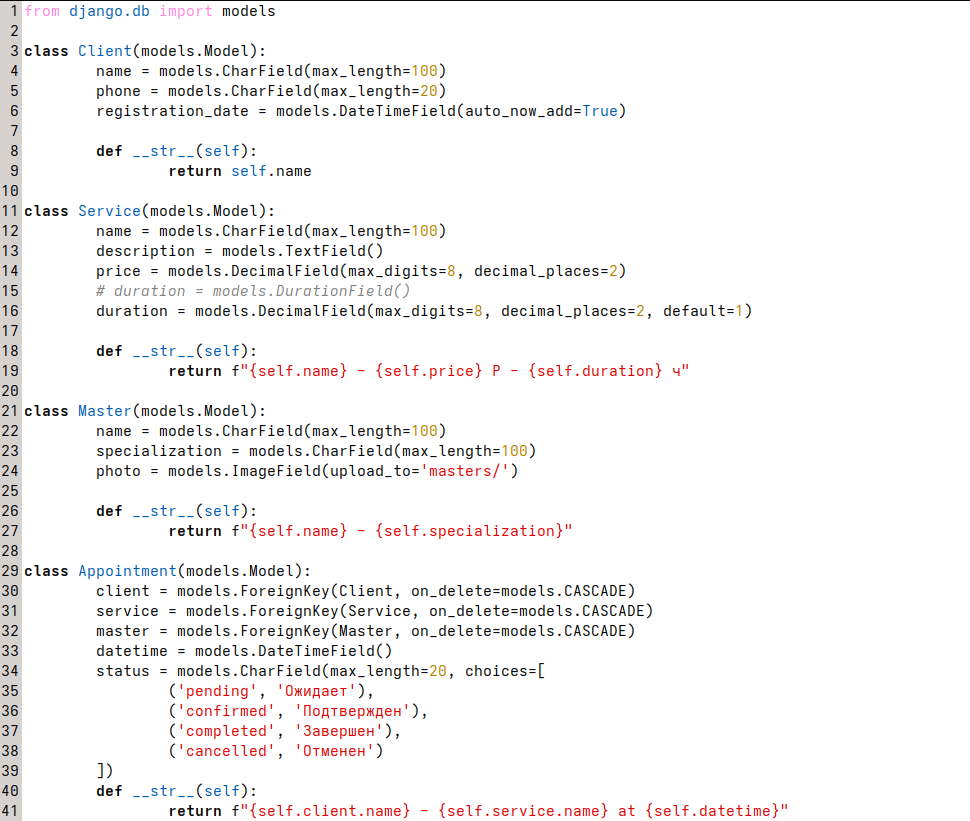 1 from django.db import models
2
3 class Client(models.Model):
4 name = models.CharField(max_length=100)
5 phone = models.CharField(max_length=20)
6 registration_date = models.DateTimeField(auto_now_add=True)
7
8 def __str__(self):
9 return self.name
10
11 class Service(models.Model):
12 name = models.CharField(max_length=100)
13 description = models.TextField()
14 price = models.DecimalField(max_digits=8, decimal_places=2)
15 # duration = models.DurationField()
16 duration = models.DecimalField(max_digits=8, decimal_places=2, default=1)
17
18 def __str__(self):
19 return f"{self.name} - {self.price} Р - {self.duration} ч"
20
21 class Master(models.Model):
22 name = models.CharField(max_length=100)
23 specialization = models.CharField(max_length=100)
24 photo = models.ImageField(upload_to='masters/')
25
26 def __str__(self):
27 return f"{self.name} - {self.specialization}"
28
29 class Appointment(models.Model):
30 client = models.ForeignKey(Client, on_delete=models.CASCADE)
31 service = models.ForeignKey(Service, on_delete=models.CASCADE)
32 master = models.ForeignKey(Master, on_delete=models.CASCADE)
33 datetime = models.DateTimeField()
34 status = models.CharField(max_length=20, choices=[
35 ('pending', 'Ожидает'),
36 ('confirmed', 'Подтвержден'),
37 ('completed', 'Завершен'),
38 ('cancelled', 'Отменен')
39 ])
40 def __str__(self):
41 return f"{self.client.name} - {self.service.name} at {self.datetime}"